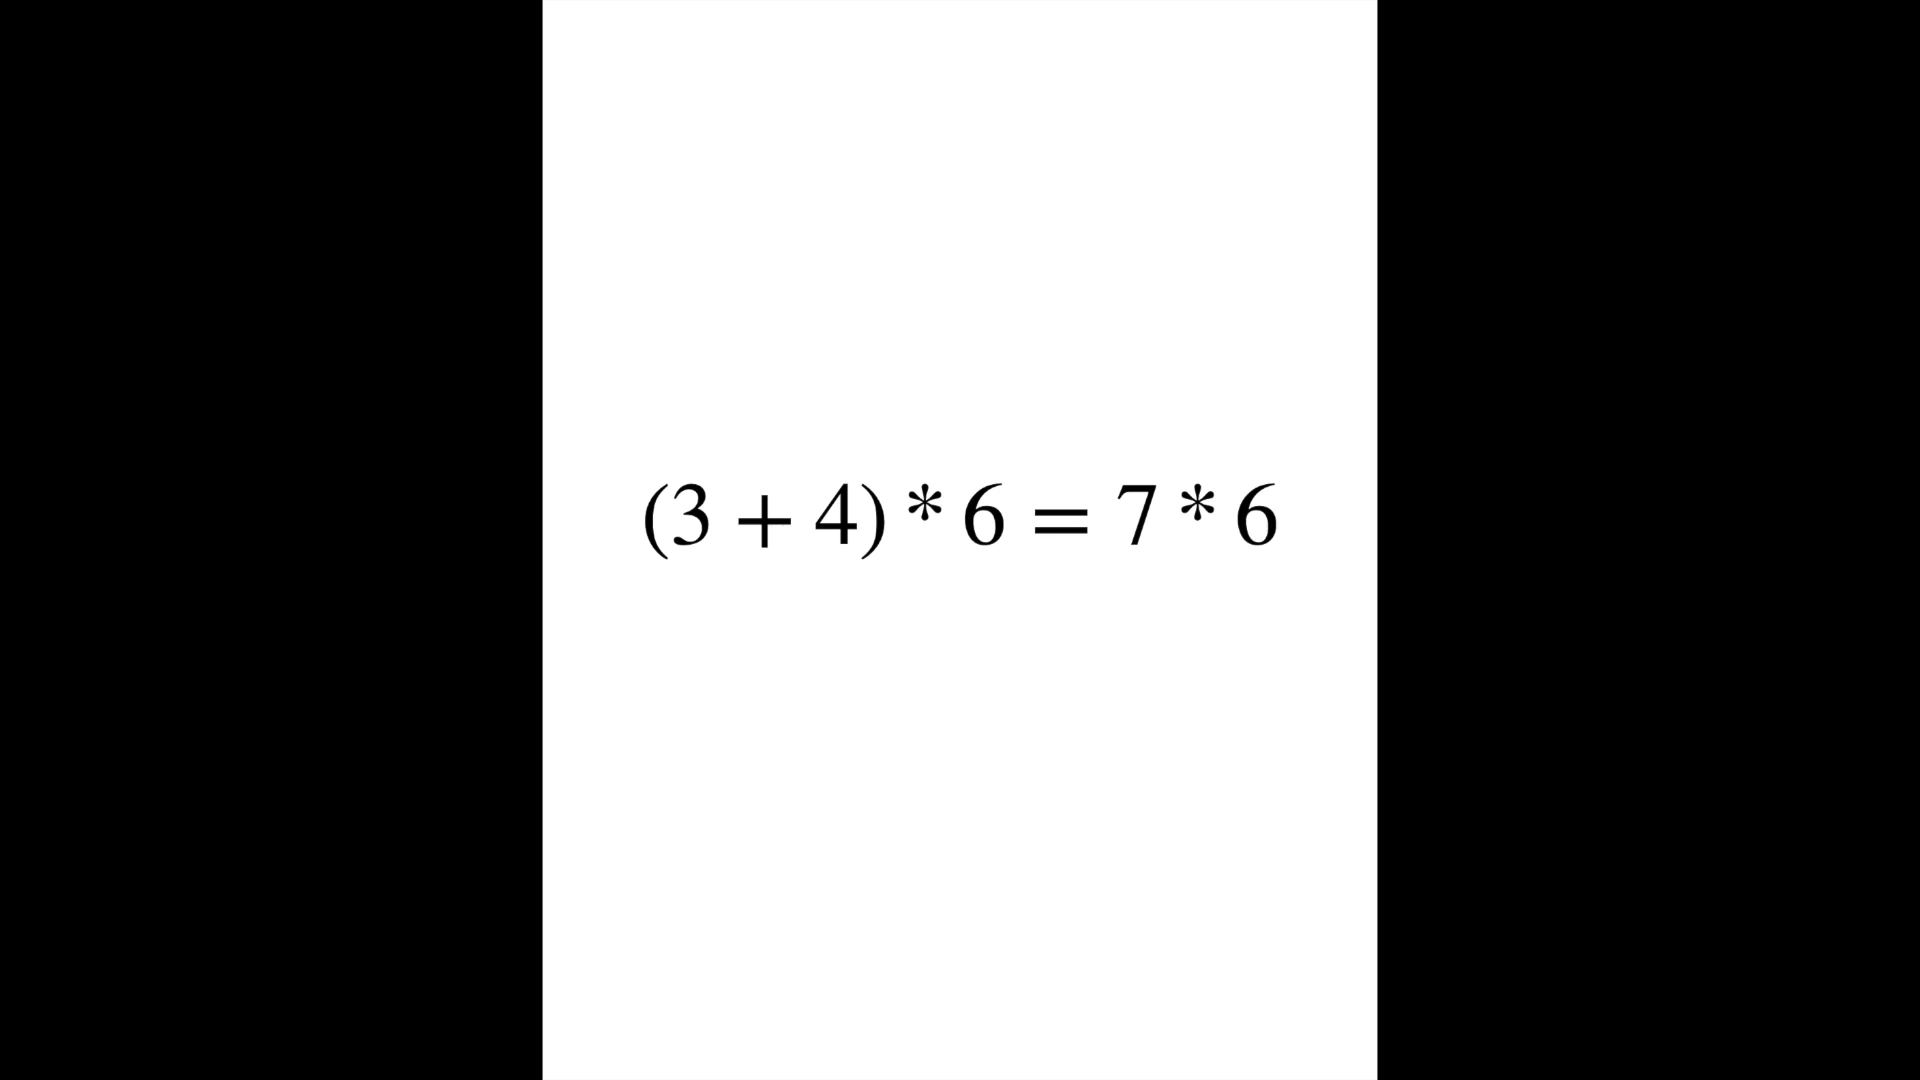 (3 + 4) * 6 = 7 * 6